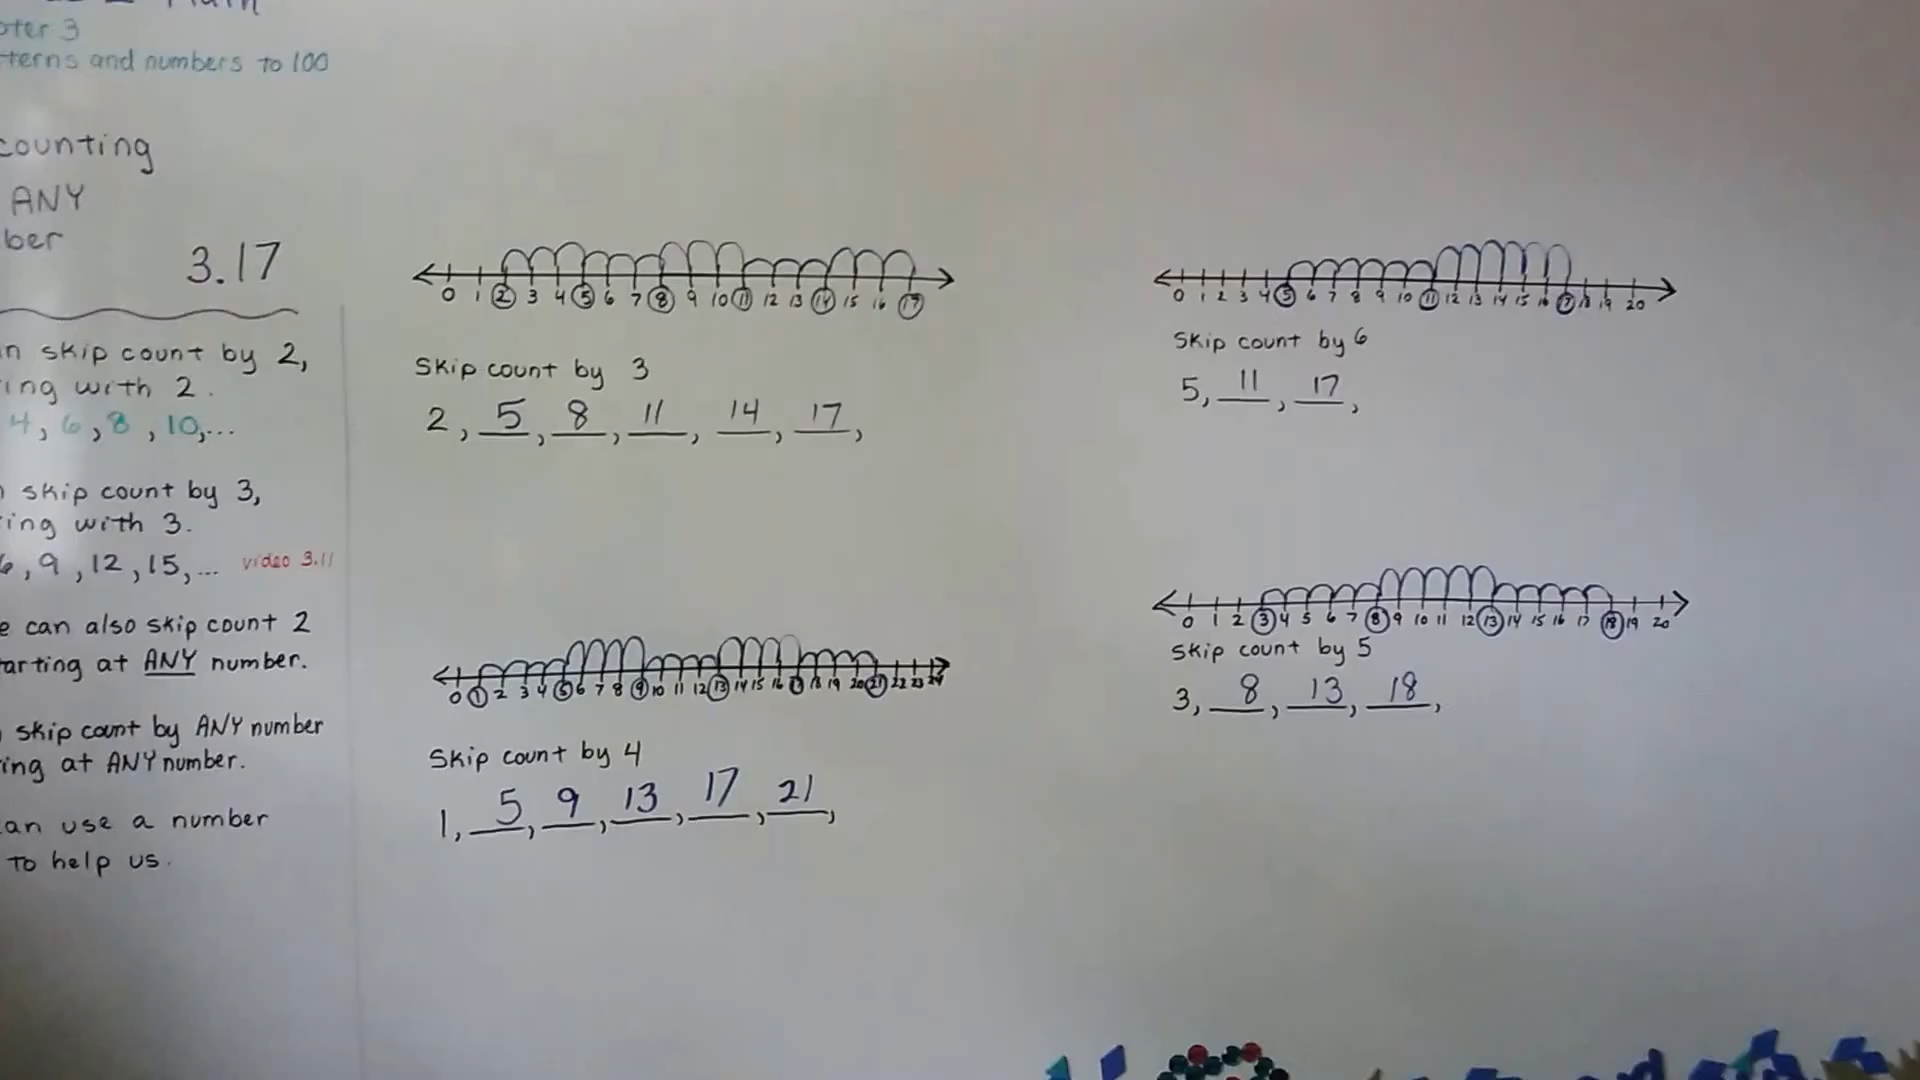 Math
pter 3
tterns and numbers to 100
counting
ANY
ber
3.17
n skip count by 2,
ing with 2.
4, 6, 8, 10,...
skip count by 3,
ing with 3.
6, 9, 12, 15,... video 3.11
e can also skip count 2
tarting at ANY number.
skip count by ANY number
ing at ANY number.
an use a number
to help us.
0 1 2 3 4 5 6 7 8 9 10 11 12 13 14 15 16 17
Skip count by 3
2, 5, 8, 11, 14, 17,
0 1 2 3 4 5 6 7 8 9 10 11 12 13 14 15 16 17 18 19 20 21 22 23 24
Skip count by 4
1, 5, 9, 13, 17, 21,
0 1 2 3 4 5 6 7 8 9 10 11 12 13 14 15 16 17 18 19 20
Skip count by 6
5, 11, 17,
0 1 2 3 4 5 6 7 8 9 10 11 12 13 14 15 16 17 18 19 20
Skip count by 5
3, 8, 13, 18,